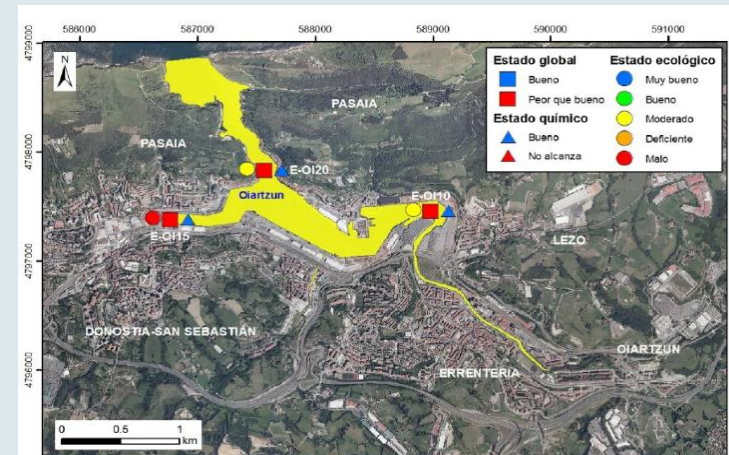 586000 587000 588000 589000 590000 591000
4799000
4798000
4797000
4796000
N
PASAIA
PASAIA
Oiartzun
E-OI20
E-OI10
E-OI15
LEZO
DONOSTIA-SAN SEBASTIÁN
ERRENTERIA
OIARTZUN
Estado global
Bueno
Peor que bueno
Estado químico
Bueno
No alcanza
Estado ecológico
Muy bueno
Bueno
Moderado
Deficiente
Malo
0 0.5 1
km